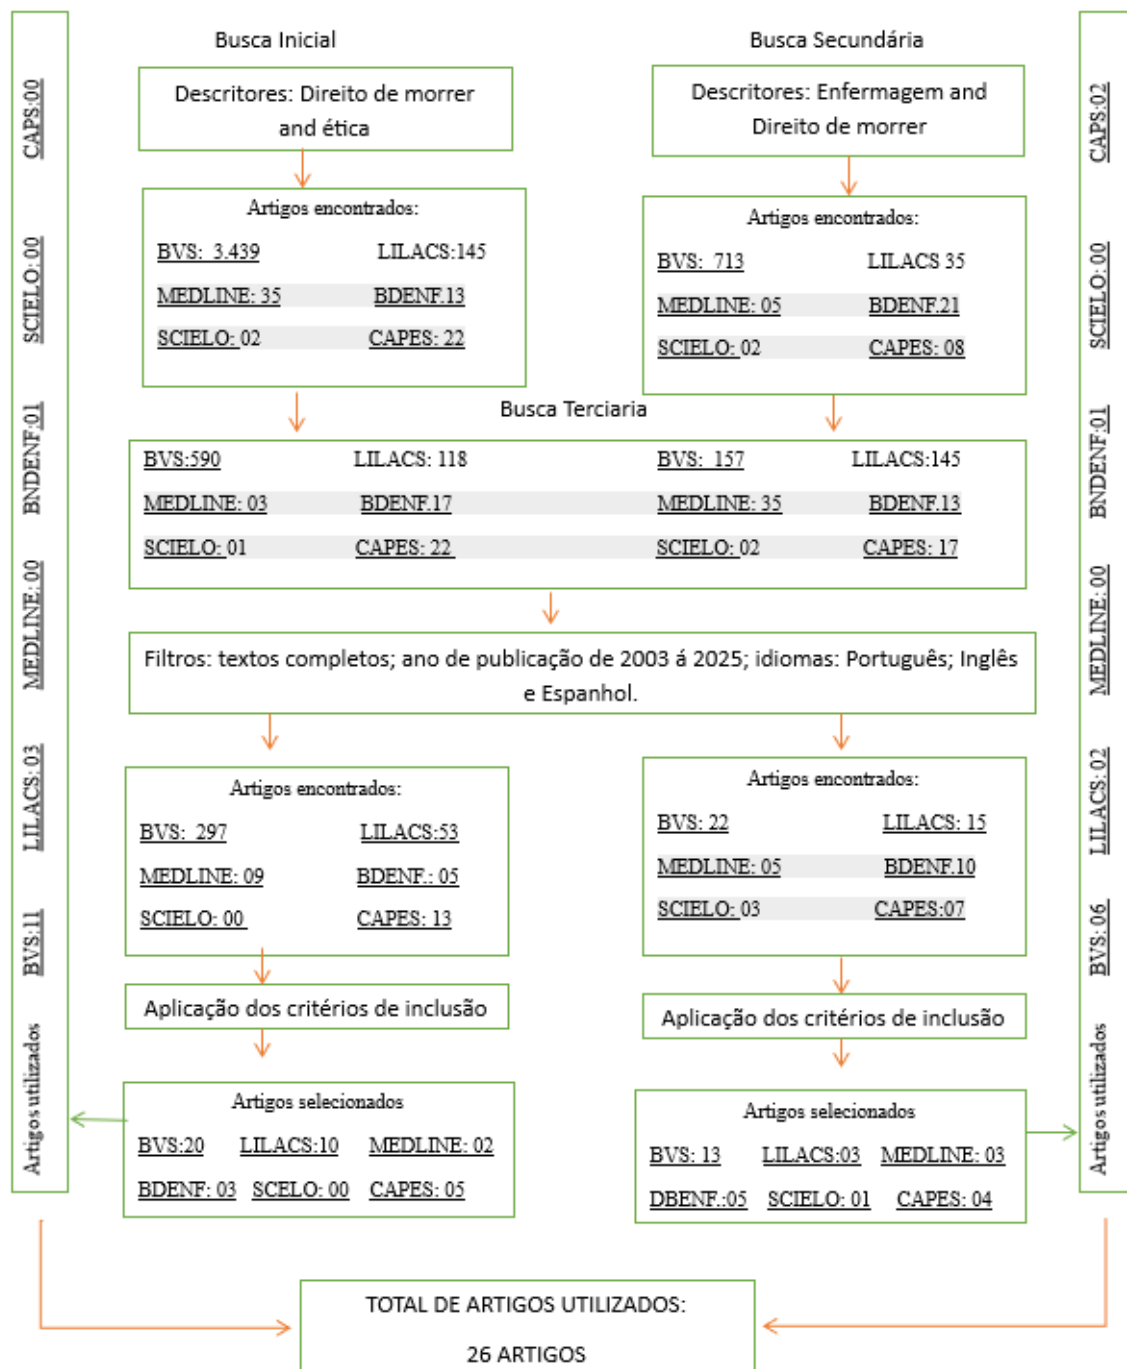 Busca Inicial
Busca Secundária
Descritores: Direito de morrer
and ética
Descritores: Enfermagem and
Direito de morrer
Artigos encontrados:
BVS: 3.439 LILACS:145
MEDLINE: 35 BDENF.13
SCIELO: 02 CAPES: 22
Artigos encontrados:
BVS: 713 LILACS 35
MEDLINE: 05 BDENF.21
SCIELO: 02 CAPES: 08
Busca Terciaria
BVS:590 LILACS: 118 BVS: 157 LILACS:145
MEDLINE: 03 BDENF.17 MEDLINE: 35 BDENF.13
SCIELO: 01 CAPES: 22 SCIELO: 02 CAPES: 17
Filtros: textos completos; ano de publicação de 2003 á 2025; idiomas: Português; Inglês
e Espanhol.
Artigos encontrados:
BVS: 297 LILACS:53
MEDLINE: 09 BDENF.: 05
SCIELO: 00 CAPES: 13
Artigos encontrados:
BVS: 22 LILACS: 15
MEDLINE: 05 BDENF.10
SCIELO: 03 CAPES:07
Aplicação dos critérios de inclusão
Aplicação dos critérios de inclusão
Artigos selecionados
BVS:20 LILACS:10 MEDLINE: 02
BDENF: 03 SCELO: 00 CAPES: 05
Artigos selecionados
BVS: 13 LILACS:03 MEDLINE: 03
DBENF.:05 SCIELO: 01 CAPES: 04
Artigos utilizados BVS:11 LILACS: 03 MEDLINE: 00 BNDENF:01 SCIELO: 00 CAPS:00
Artigos utilizados BVS: 06 LILACS: 02 MEDLINE: 00 BNDENF:01 SCIELO: 00 CAPS:02
TOTAL DE ARTIGOS UTILIZADOS:
26 ARTIGOS